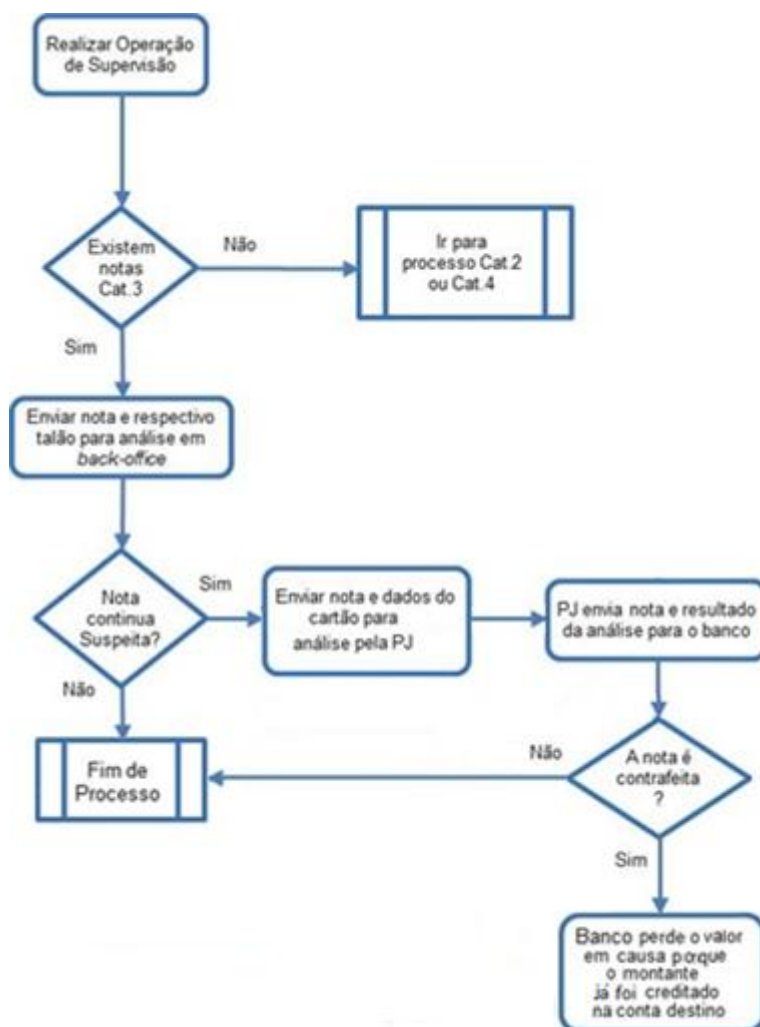 Realizar Operação
de Supervisão
Existem
notas
Cat.3
Não
Ir para
processo Cat.2
ou Cat.4
Sim
Enviar nota e respectivo
talão para análise em
back-office
Nota
continua
Suspeita?
Sim
Enviar nota e dados do
cartão para
análise pela PJ
PJ envia nota e resultado
da análise para o banco
Não
Fim de
Processo
Não
A nota é
contrafeita
?
Sim
Banco perde o valor
em causa porque
o montante
já foi creditado
na conta destino